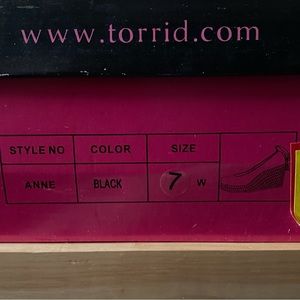 www.torrid.com
STYLE NO COLOR SIZE
ANNE BLACK 7 W